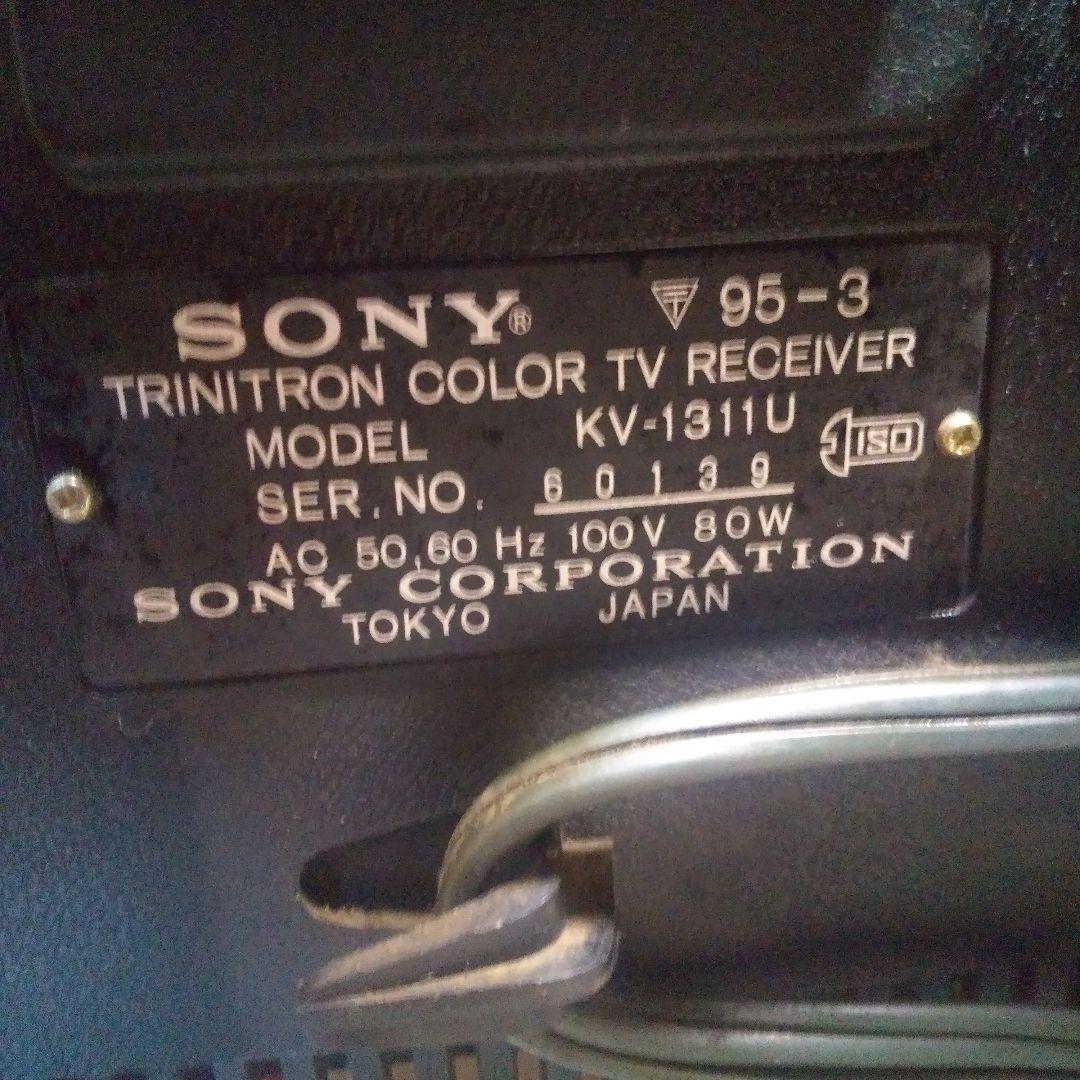 SONY® 95-3
TRINITRON COLOR TV RECEIVER
MODEL KV-1311U
ISO
SER. NO. 60139
AC 50,60 Hz 100V 80W
SONY CORPORATION
TOKYO JAPAN